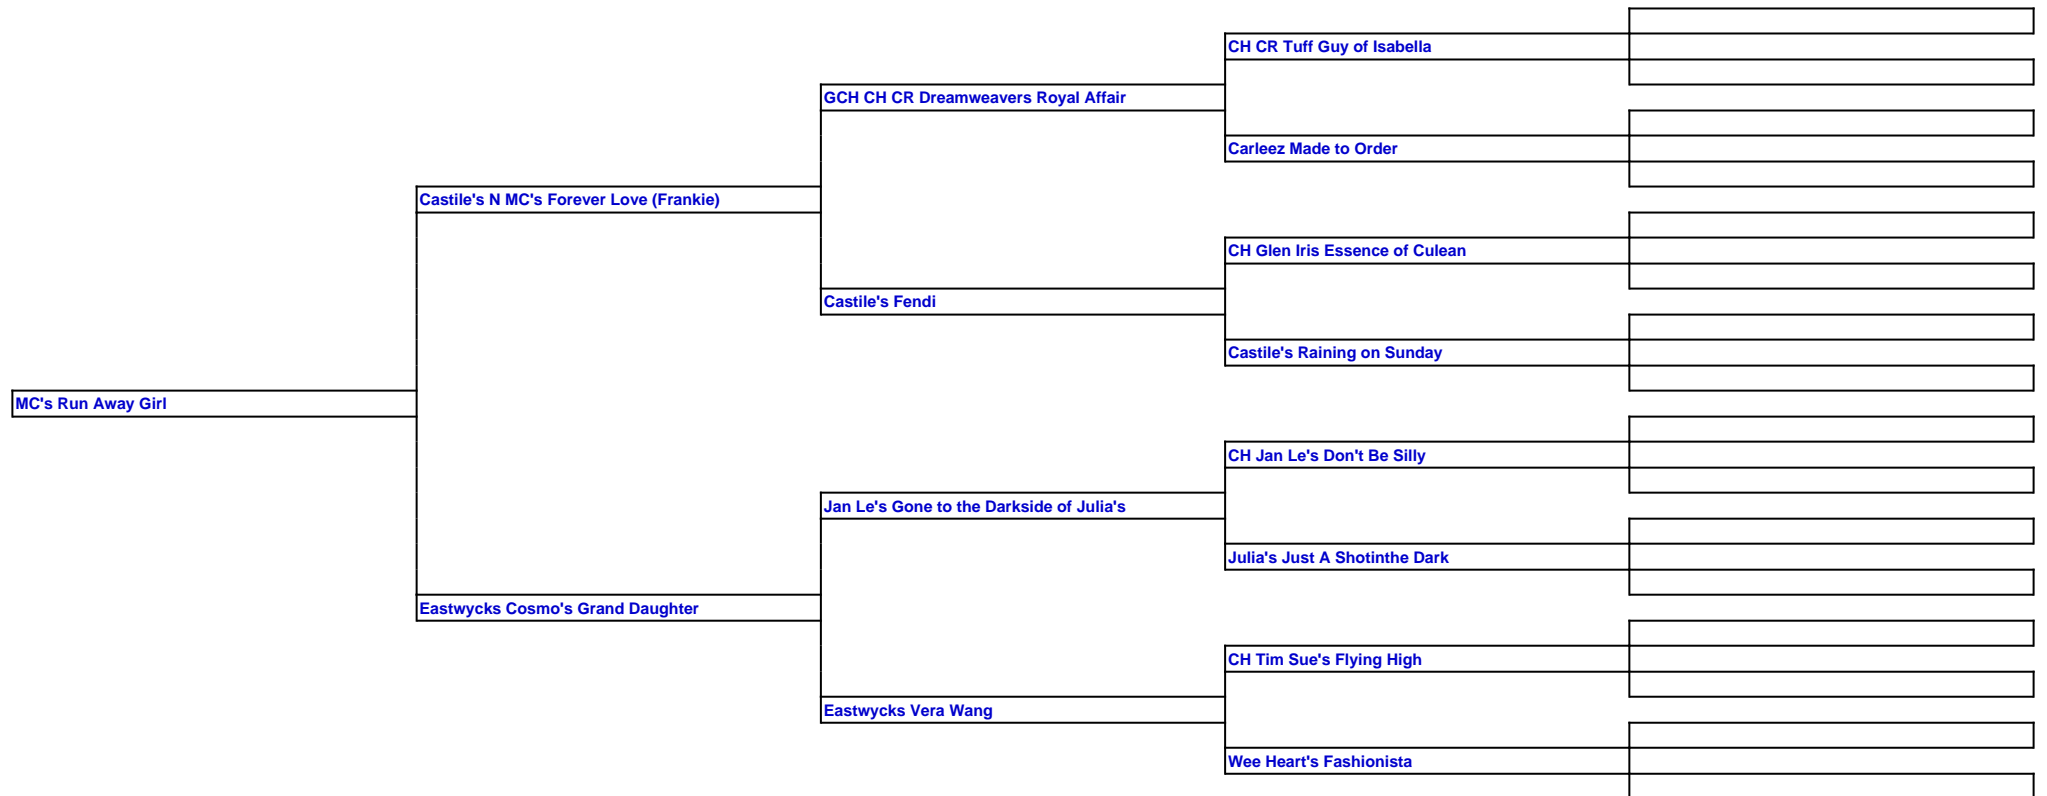 CH CR Tuff Guy of Isabella
GCH CH CR Dreamweavers Royal Affair
Carleez Made to Order
Castile's N MC's Forever Love (Frankie)
CH Glen Iris Essence of Culean
Castile's Fendi
Castile's Raining on Sunday
MC's Run Away Girl
CH Jan Le's Don't Be Silly
Jan Le's Gone to the Darkside of Julia's
Julia's Just A Shotinthe Dark
Eastwycks Cosmo's Grand Daughter
CH Tim Sue's Flying High
Eastwycks Vera Wang
Wee Heart's Fashionista